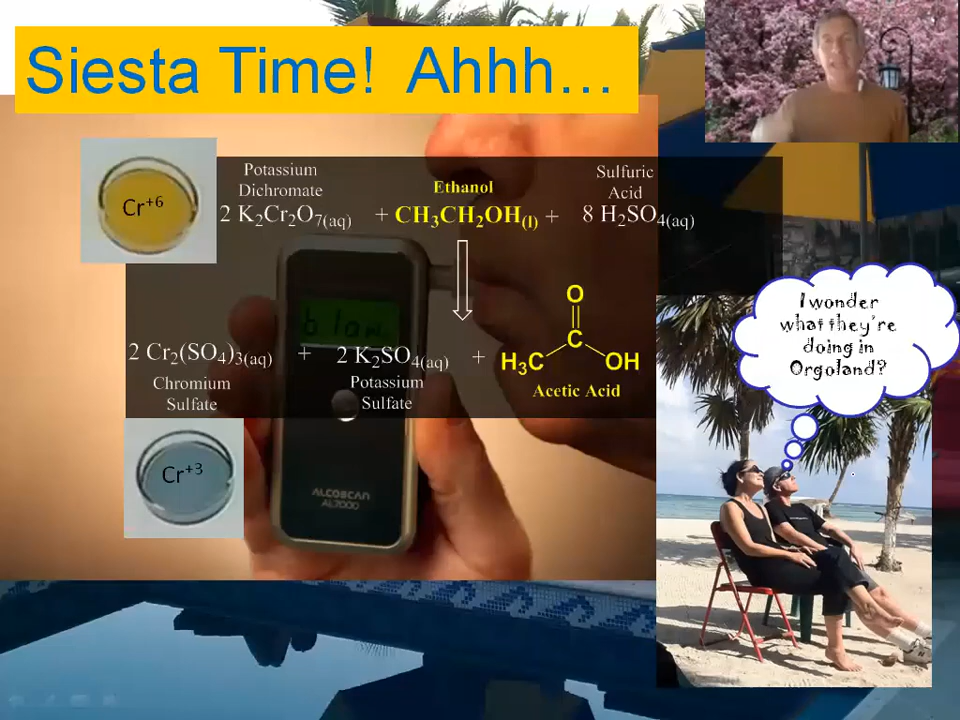 Siesta Time! Ahhh...
Cr+6
Potassium
Dichromate
2 K2Cr2O7(aq)
+
Ethanol
CH3CH2OH(l)
+
Sulfuric
Acid
8 H2SO4(aq)
blow
2 Cr2(SO4)3(aq)
Chromium
Sulfate
+
2 K2SO4(aq)
Potassium
Sulfate
+
O
C
H3C
OH
Acetic Acid
Cr+3
ALCOSCAN
AL7000
I wonder
what they're
doing in
Orgoland?